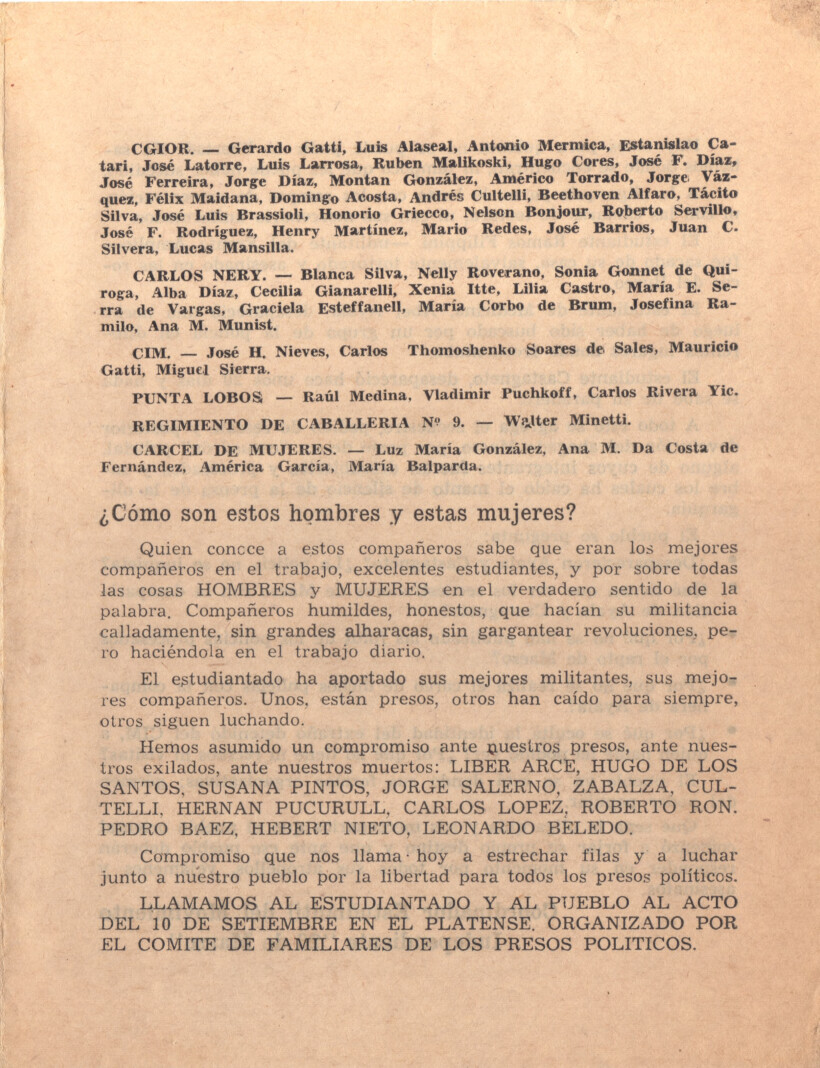 CGIOR. — Gerardo Gatti, Luis Alaseal, Antonio Mermica, Estanislao Ca-
tari, José Latorre, Luis Larrosa, Ruben Malikoski, Hugo Cores, José F. Díaz,
José Ferreira, Jorge Díaz, Montan González, Américo Torrado, Jorge Váz-
quez, Félix Maidana, Domingo Acosta, Andrés Cultelli, Beethoven Alfaro, Tácito
Silva, José Luis Brassioli, Honorio Griecco, Nelson Bonjour, Roberto Servillo,
José F. Rodríguez, Henry Martínez, Mario Redes, José Barrios, Juan C.
Silvera, Lucas Mansilla.
CARLOS NERY. — Blanca Silva, Nelly Roverano, Sonia Gonnet de Qui-
roga, Alba Díaz, Cecilia Gianarelli, Xenia Itte, Lilia Castro, María E. Se-
rra de Vargas, Graciela Esteffanell, María Corbo de Brum, Josefina Ra-
milo, Ana M. Munist.
CIM. — José H. Nieves, Carlos Thomoshenko Soares de Sales, Mauricio
Gatti, Miguel Sierra.
PUNTA LOBOS — Raúl Medina, Vladimir Puchkoff, Carlos Rivera Yic.
REGIMIENTO DE CABALLERIA Nº 9. — Walter Minetti.
CARCEL DE MUJERES. — Luz María González, Ana M. Da Costa de
Fernández, América García, María Balparda.
¿Cómo son estos hombres y estas mujeres?
Quien concce a estos compañeros sabe que eran los mejores
compañeros en el trabajo, excelentes estudiantes, y por sobre todas
las cosas HOMBRES y MUJERES en el verdadero sentido de la
palabra. Compañeros humildes, honestos, que hacían su militancia
calladamente, sin grandes alharacas, sin gargantear revoluciones, pe-
ro haciéndola en el trabajo diario.
El estudiantado ha aportado sus mejores militantes, sus mejo-
res compañeros. Unos, están presos, otros han caído para siempre,
otros siguen luchando.
Hemos asumido un compromiso ante nuestros presos, ante nues-
tros exilados, ante nuestros muertos: LIBER ARCE, HUGO DE LOS
SANTOS, SUSANA PINTOS, JORGE SALERNO, ZABALZA, CUL-
TELLI, HERNAN PUCURULL, CARLOS LOPEZ, ROBERTO RON.
PEDRO BAEZ, HEBERT NIETO, LEONARDO BELEDO.
Compromiso que nos llama hoy a estrechar filas y a luchar
junto a nuestro pueblo por la libertad para todos los presos políticos.
LLAMAMOS AL ESTUDIANTADO Y AL PUEBLO AL ACTO
DEL 10 DE SETIEMBRE EN EL PLATENSE. ORGANIZADO POR
EL COMITE DE FAMILIARES DE LOS PRESOS POLITICOS.